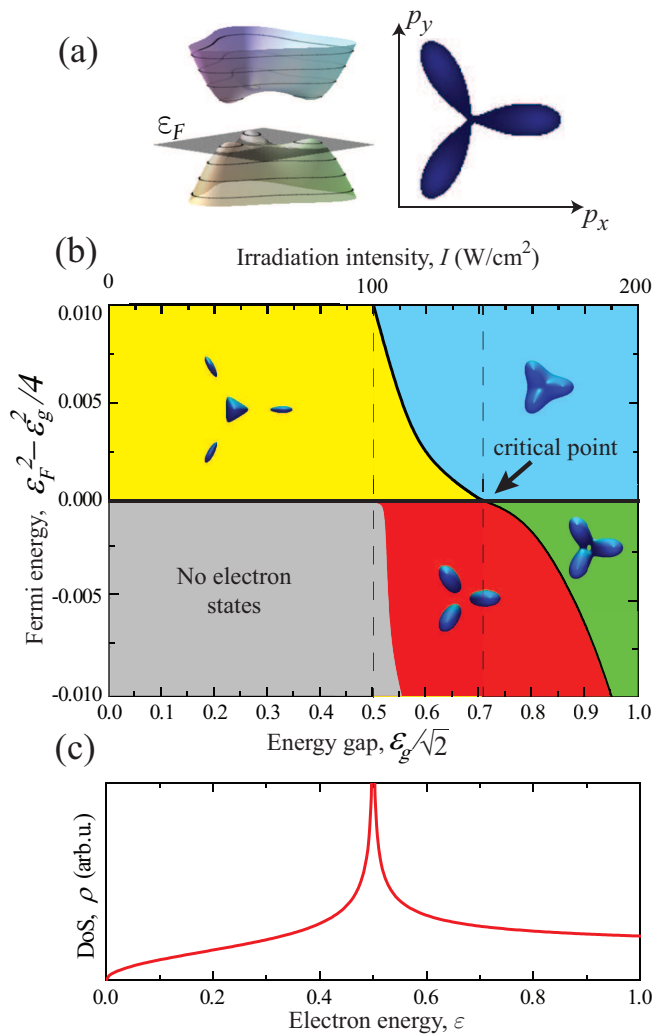 (a)
ε_F
p_y
p_x
(b)
Irradiation intensity, I (W/cm²)
0 100 200
Fermi energy, ε_F² − ε_g²/4
0.010
0.005
0.000
-0.005
-0.010
critical point
No electron
states
0.0 0.1 0.2 0.3 0.4 0.5 0.6 0.7 0.8 0.9 1.0
Energy gap, ε_g/√2
(c)
DoS, ρ (arb.u.)
0.0 0.2 0.4 0.6 0.8 1.0
Electron energy, ε